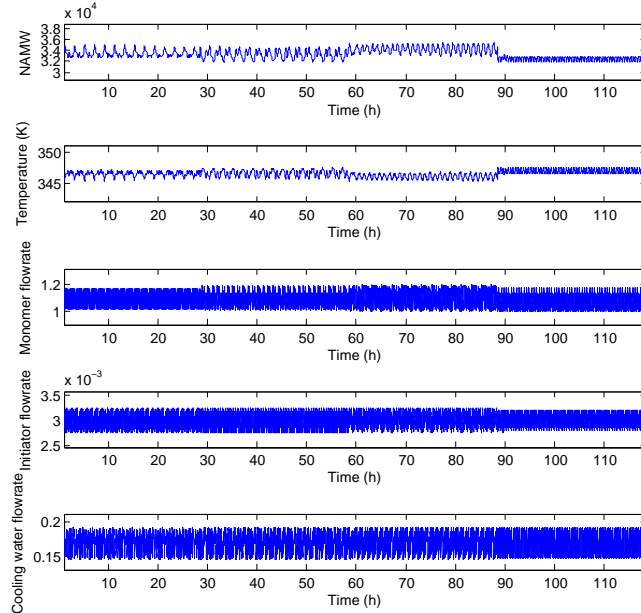 x 10^4
3.8
3.6
3.4
3.2
3
NAMW
10 20 30 40 50 60 70 80 90 100 110
Time (h)
350
345
Temperature (K)
10 20 30 40 50 60 70 80 90 100 110
Time (h)
1.2
1
Monomer flowrate
10 20 30 40 50 60 70 80 90 100 110
Time (h)
x 10^-3
3.5
3
2.5
Initiator flowrate
10 20 30 40 50 60 70 80 90 100 110
Time (h)
0.2
0.15
Cooling water flowrate
10 20 30 40 50 60 70 80 90 100 110
Time (h)